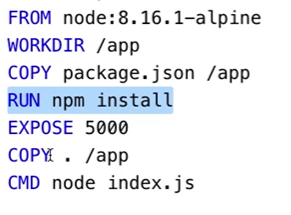 FROM node:8.16.1-alpine
WORKDIR /app
COPY package.json /app
RUN npm install
EXPOSE 5000
COPY . /app
CMD node index.js